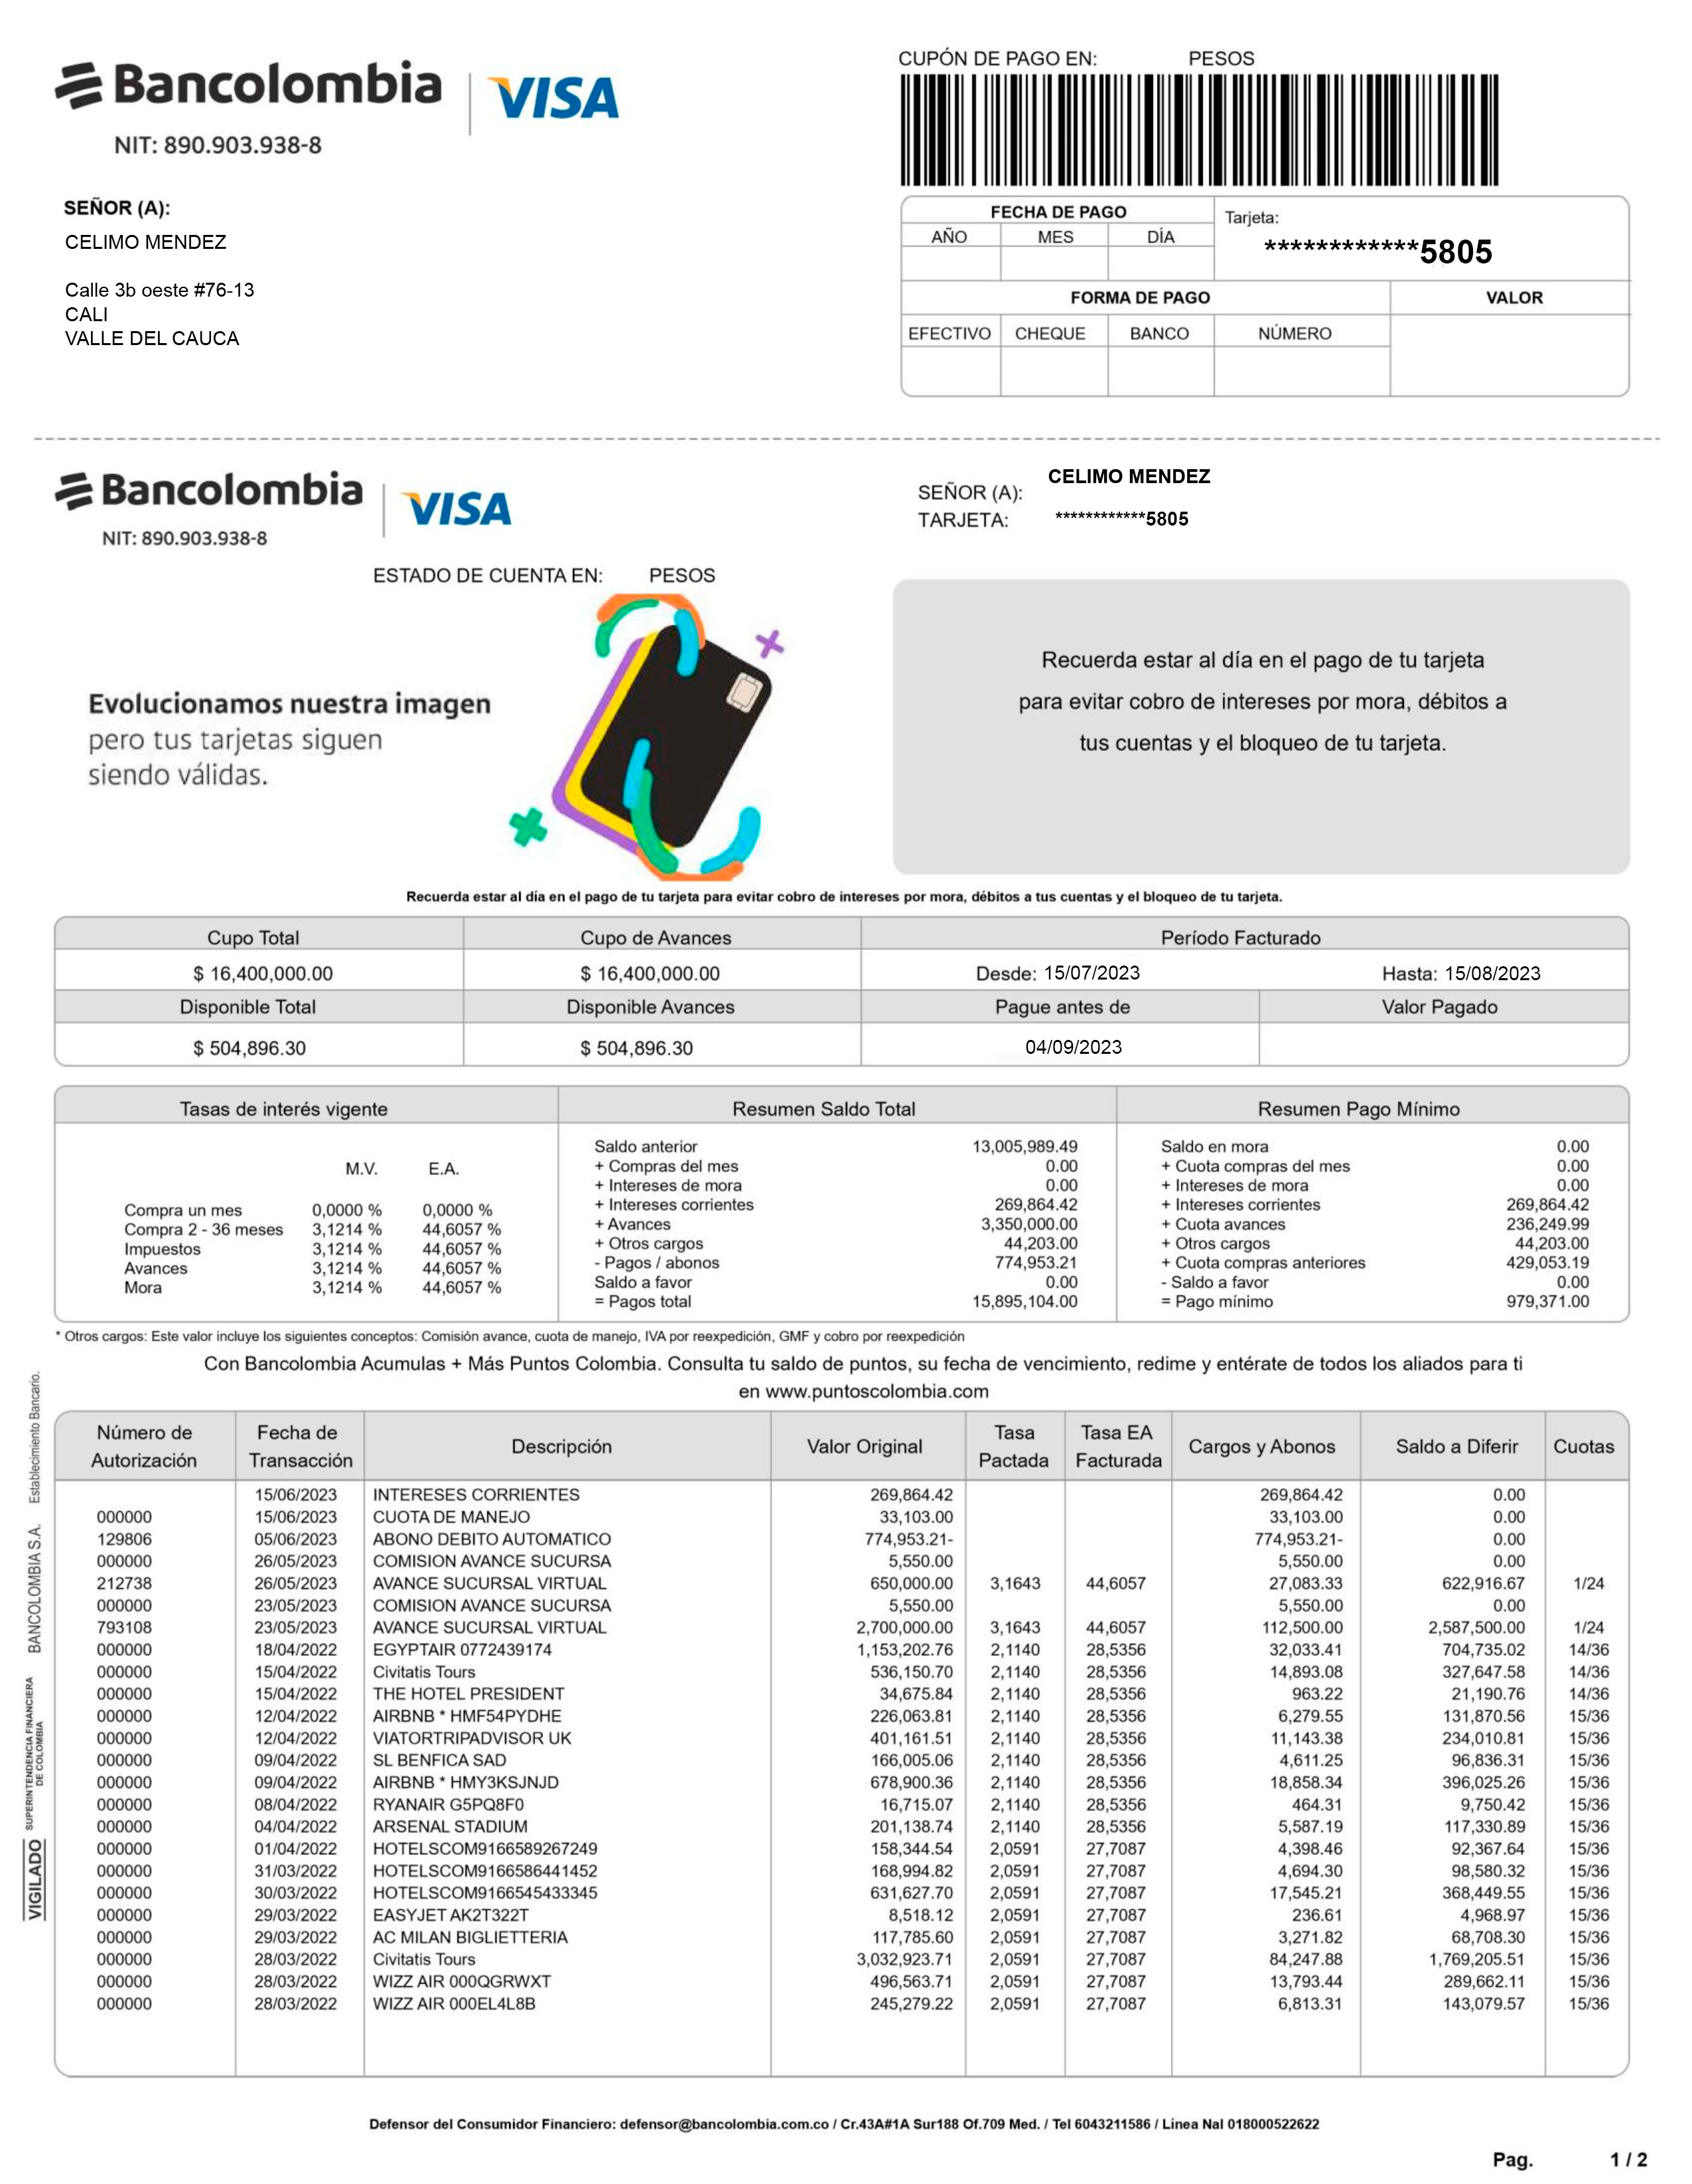 Bancolombia | VISA
NIT: 890.903.938-8
SEÑOR (A):
CELIMO MENDEZ
Calle 3b oeste #76-13
CALI
VALLE DEL CAUCA
CUPÓN DE PAGO EN: PESOS
FECHA DE PAGO
AÑO MES DÍA
Tarjeta:
************5805
FORMA DE PAGO VALOR
EFECTIVO CHEQUE BANCO NÚMERO
Bancolombia | VISA
NIT: 890.903.938-8
SEÑOR (A): CELIMO MENDEZ
TARJETA: ************5805
ESTADO DE CUENTA EN: PESOS
Evolucionamos nuestra imagen
pero tus tarjetas siguen
siendo válidas.
Recuerda estar al día en el pago de tu tarjeta
para evitar cobro de intereses por mora, débitos a
tus cuentas y el bloqueo de tu tarjeta.
Recuerda estar al día en el pago de tu tarjeta para evitar cobro de intereses por mora, débitos a tus cuentas y el bloqueo de tu tarjeta.
Cupo Total Cupo de Avances Período Facturado
$ 16,400,000.00 $ 16,400,000.00 Desde: 15/07/2023 Hasta: 15/08/2023
Disponible Total Disponible Avances Pague antes de Valor Pagado
$ 504,896.30 $ 504,896.30 04/09/2023
Tasas de interés vigente
M.V. E.A.
Compra un mes 0,0000 % 0,0000 %
Compra 2 - 36 meses 3,1214 % 44,6057 %
Impuestos 3,1214 % 44,6057 %
Avances 3,1214 % 44,6057 %
Mora 3,1214 % 44,6057 %
Resumen Saldo Total
Saldo anterior 13,005,989.49
+ Compras del mes 0.00
+ Intereses de mora 0.00
+ Intereses corrientes 269,864.42
+ Avances 3,350,000.00
+ Otros cargos 44,203.00
- Pagos / abonos 774,953.21
Saldo a favor 0.00
= Pagos total 15,895,104.00
Resumen Pago Mínimo
Saldo en mora 0.00
+ Cuota compras del mes 0.00
+ Intereses de mora 0.00
+ Intereses corrientes 269,864.42
+ Cuota avances 236,249.99
+ Otros cargos 44,203.00
+ Cuota compras anteriores 429,053.19
- Saldo a favor 0.00
= Pago mínimo 979,371.00
* Otros cargos: Este valor incluye los siguientes conceptos: Comisión avance, cuota de manejo, IVA por reexpedición, GMF y cobro por reexpedición
Con Bancolombia Acumulas + Más Puntos Colombia. Consulta tu saldo de puntos, su fecha de vencimiento, redime y entérate de todos los aliados para ti
en www.puntoscolombia.com
Número de Autorización Fecha de Transacción Descripción Valor Original Tasa Pactada Tasa EA Facturada Cargos y Abonos Saldo a Diferir Cuotas
15/06/2023 INTERESES CORRIENTES 269,864.42 269,864.42 0.00
000000 15/06/2023 CUOTA DE MANEJO 33,103.00 33,103.00 0.00
129806 05/06/2023 ABONO DEBITO AUTOMATICO 774,953.21- 774,953.21- 0.00
000000 26/05/2023 COMISION AVANCE SUCURSA 5,550.00 5,550.00 0.00
212738 26/05/2023 AVANCE SUCURSAL VIRTUAL 650,000.00 3,1643 44,6057 27,083.33 622,916.67 1/24
000000 23/05/2023 COMISION AVANCE SUCURSA 5,550.00 5,550.00 0.00
793108 23/05/2023 AVANCE SUCURSAL VIRTUAL 2,700,000.00 3,1643 44,6057 112,500.00 2,587,500.00 1/24
000000 18/04/2022 EGYPTAIR 0772439174 1,153,202.76 2,1140 28,5356 32,033.41 704,735.02 14/36
000000 15/04/2022 Civitatis Tours 536,150.70 2,1140 28,5356 14,893.08 327,647.58 14/36
000000 15/04/2022 THE HOTEL PRESIDENT 34,675.84 2,1140 28,5356 963.22 21,190.76 14/36
000000 12/04/2022 AIRBNB * HMF54PYDHE 226,063.81 2,1140 28,5356 6,279.55 131,870.56 15/36
000000 12/04/2022 VIATORTRIPADVISOR UK 401,161.51 2,1140 28,5356 11,143.38 234,010.81 15/36
000000 09/04/2022 SL BENFICA SAD 166,005.06 2,1140 28,5356 4,611.25 96,836.31 15/36
000000 09/04/2022 AIRBNB * HMY3KSJNJD 678,900.36 2,1140 28,5356 18,858.34 396,025.26 15/36
000000 08/04/2022 RYANAIR G5PQ8F0 16,715.07 2,1140 28,5356 464.31 9,750.42 15/36
000000 04/04/2022 ARSENAL STADIUM 201,138.74 2,1140 28,5356 5,587.19 117,330.89 15/36
000000 01/04/2022 HOTELSCOM9166589267249 158,344.54 2,0591 27,7087 4,398.46 92,367.64 15/36
000000 31/03/2022 HOTELSCOM9166586441452 168,994.82 2,0591 27,7087 4,694.30 98,580.32 15/36
000000 30/03/2022 HOTELSCOM9166545433345 631,627.70 2,0591 27,7087 17,545.21 368,449.55 15/36
000000 29/03/2022 EASYJET AK2T322T 8,518.12 2,0591 27,7087 236.61 4,968.97 15/36
000000 29/03/2022 AC MILAN BIGLIETTERIA 117,785.60 2,0591 27,7087 3,271.82 68,708.30 15/36
000000 28/03/2022 Civitatis Tours 3,032,923.71 2,0591 27,7087 84,247.88 1,769,205.51 15/36
000000 28/03/2022 WIZZ AIR 000QGRWXT 496,563.71 2,0591 27,7087 13,793.44 289,662.11 15/36
000000 28/03/2022 WIZZ AIR 000EL4L8B 245,279.22 2,0591 27,7087 6,813.31 143,079.57 15/36
VIGILADO SUPERINTENDENCIA FINANCIERA DE COLOMBIA BANCOLOMBIA S.A. Establecimiento Bancario.
Defensor del Consumidor Financiero: defensor@bancolombia.com.co / Cr.43A#1A Sur188 Of.709 Med. / Tel 6043211586 / Línea Nal 018000522622
Pag. 1 / 2